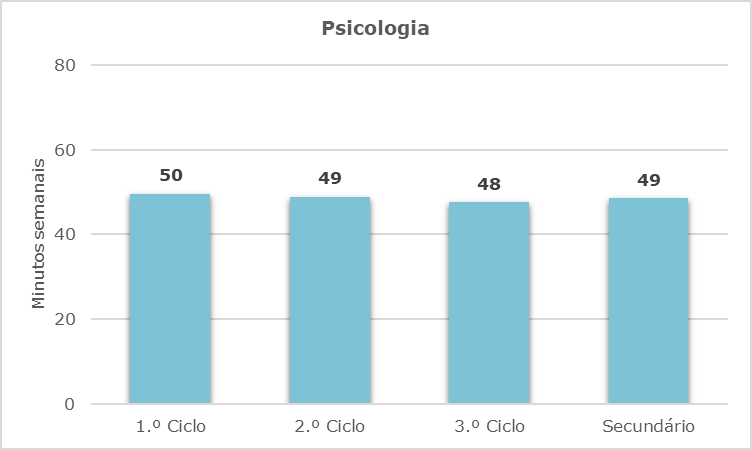 Psicologia
80
60
40
20
0
Minutos semanais
50
49
48
49
1.º Ciclo
2.º Ciclo
3.º Ciclo
Secundário